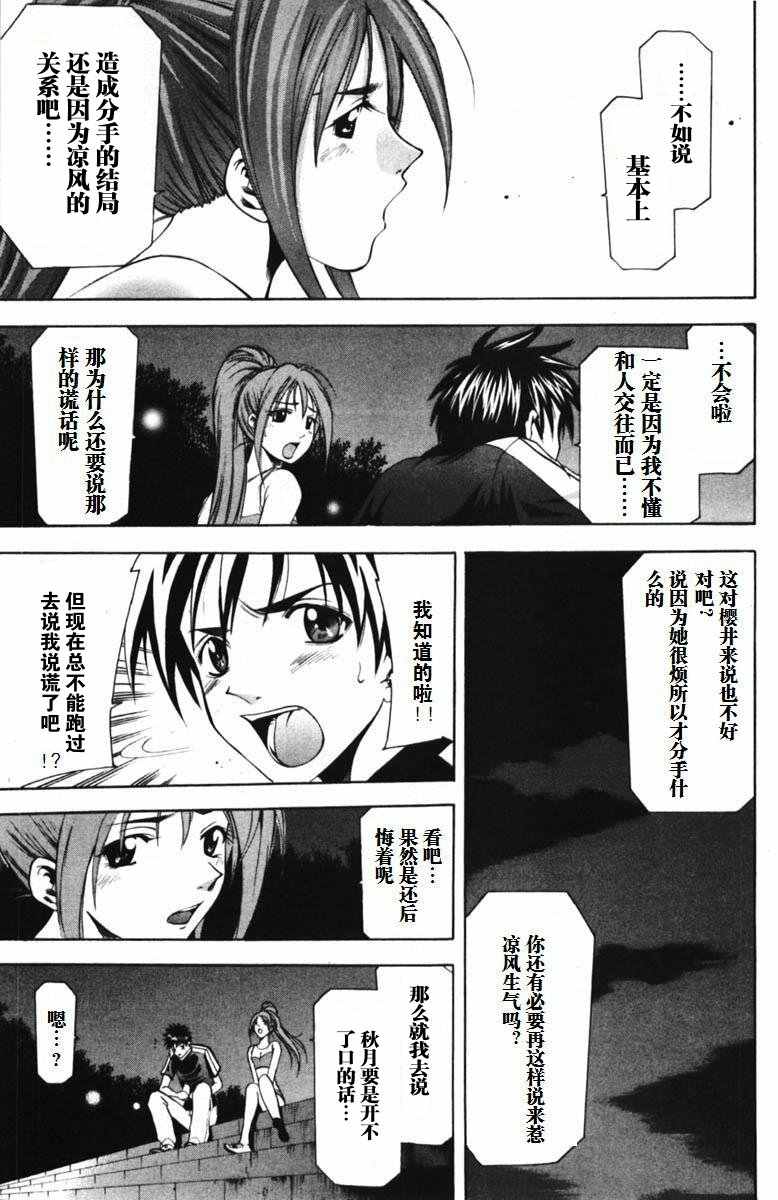 ……不如说
基本上
造成分手的结局
还是因为凉风的
关系吧……
…不会啦
一定是因为我不懂
和人交往而已……
那为什么还要说那
样的谎话呢
这对樱井来说也不好
对吧?
说因为她很烦所以才分手什
么的
你还有必要再这样说来惹
凉风生气吗?
我知道的啦!!
但现在总不能跑过
去说我说谎了吧!?
看吧…
果然是还后
悔着呢
那么就我去说
秋月要是开不
了口的话…
嗯…?